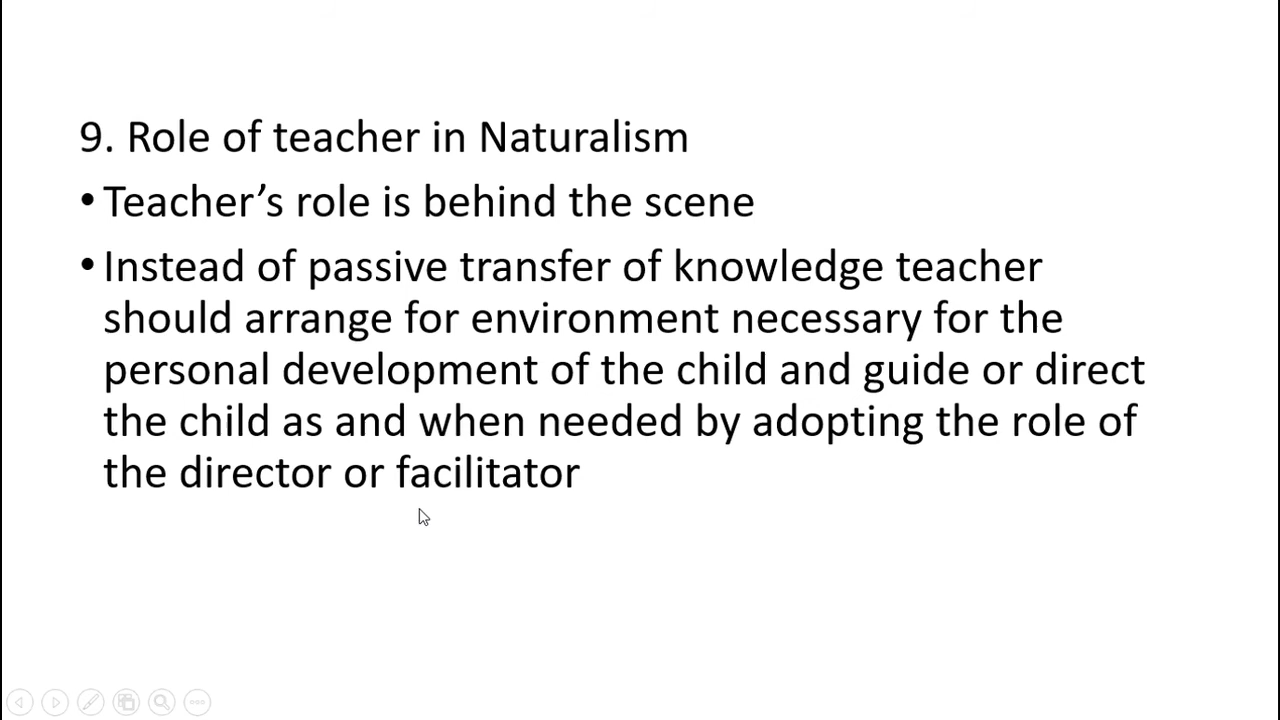 9. Role of teacher in Naturalism
•Teacher’s role is behind the scene
•Instead of passive transfer of knowledge teacher
should arrange for environment necessary for the
personal development of the child and guide or direct
the child as and when needed by adopting the role of
the director or facilitator